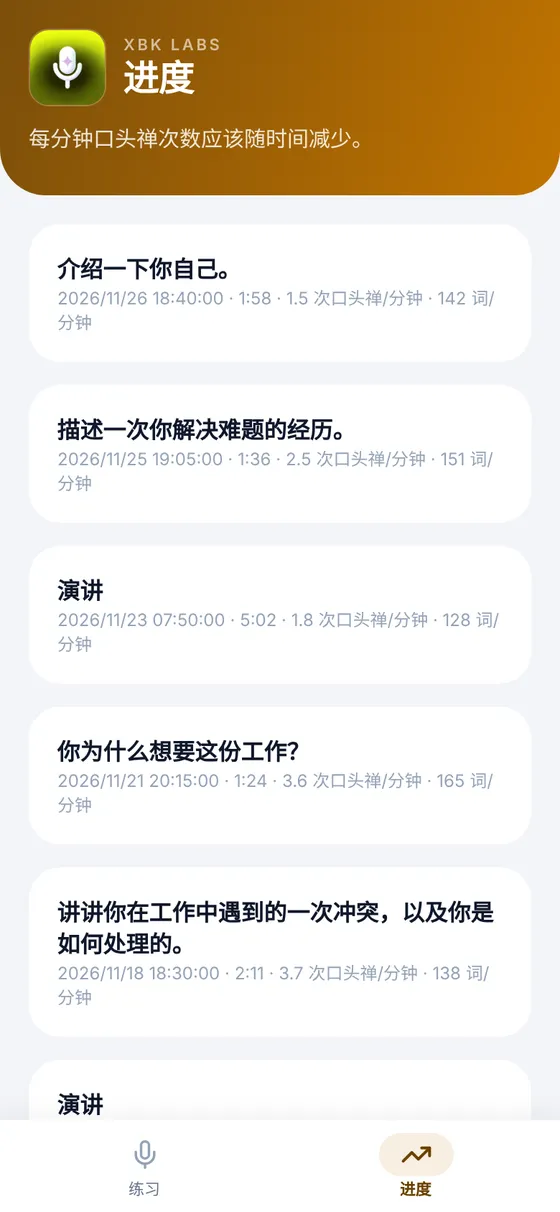 XBK LABS
进度
每分钟口头禅次数应该随时间减少。
介绍一下你自己。
2026/11/26 18:40:00 · 1:58 · 1.5 次口头禅/分钟 · 142 词/
分钟
描述一次你解决难题的经历。
2026/11/25 19:05:00 · 1:36 · 2.5 次口头禅/分钟 · 151 词/
分钟
演讲
2026/11/23 07:50:00 · 5:02 · 1.8 次口头禅/分钟 · 128 词/
分钟
你为什么想要这份工作？
2026/11/21 20:15:00 · 1:24 · 3.6 次口头禅/分钟 · 165 词/
分钟
讲讲你在工作中遇到的一次冲突，以及你是
如何处理的。
2026/11/18 18:30:00 · 2:11 · 3.7 次口头禅/分钟 · 138 词/
分钟
演讲
练习
进度